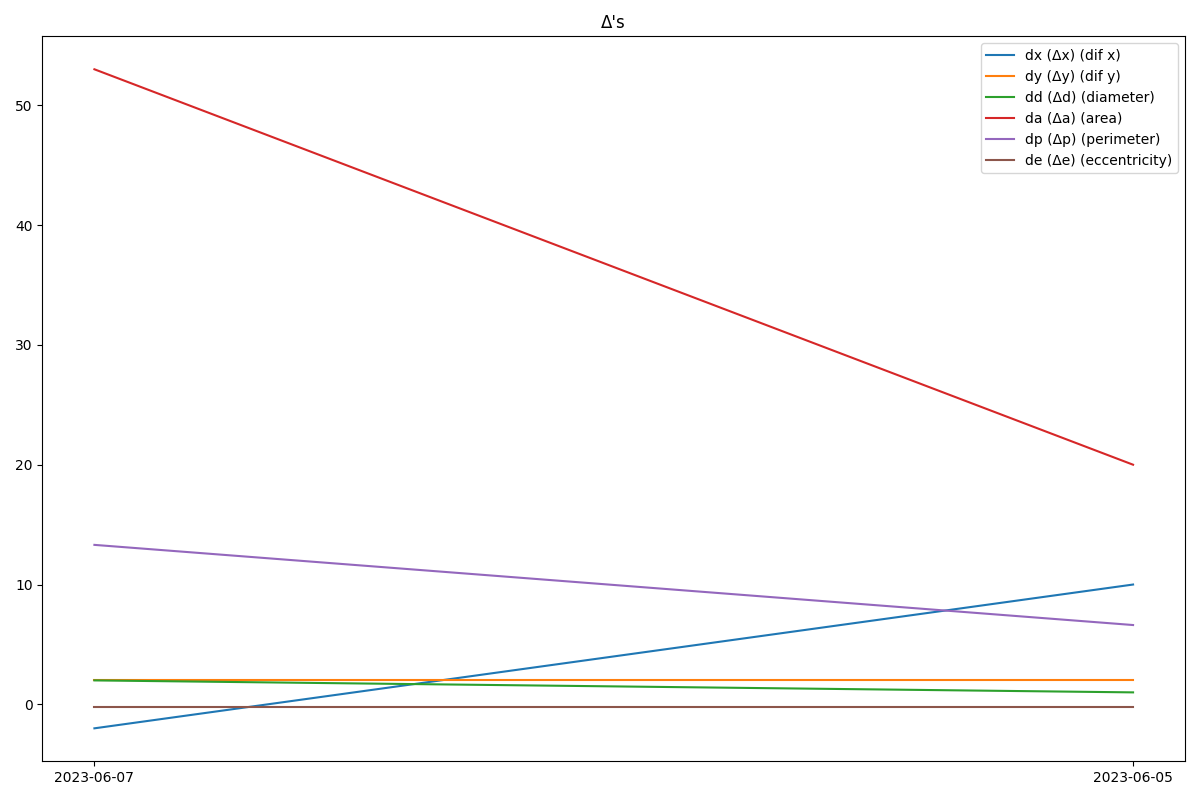 Δ's
dx (Δx) (dif x)
dy (Δy) (dif y)
dd (Δd) (diameter)
da (Δa) (area)
dp (Δp) (perimeter)
de (Δe) (eccentricity)
50
40
30
20
10
0
2023-06-07
2023-06-05